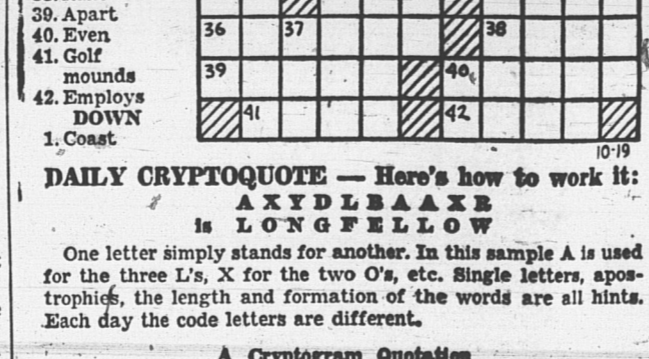 39. Apart
40. Even
41. Golf
mounds
42. Employs
DOWN
1. Coast
36 37 38
39 40
41 42
10-19
DAILY CRYPTOQUOTE — Here's how to work it:
A X Y D L B A A X R
is L O N G F E L L O W
One letter simply stands for another. In this sample A is used
for the three L's, X for the two O's, etc. Single letters, apos-
trophies, the length and formation of the words are all hints.
Each day the code letters are different.
A Cryptogram Quotation